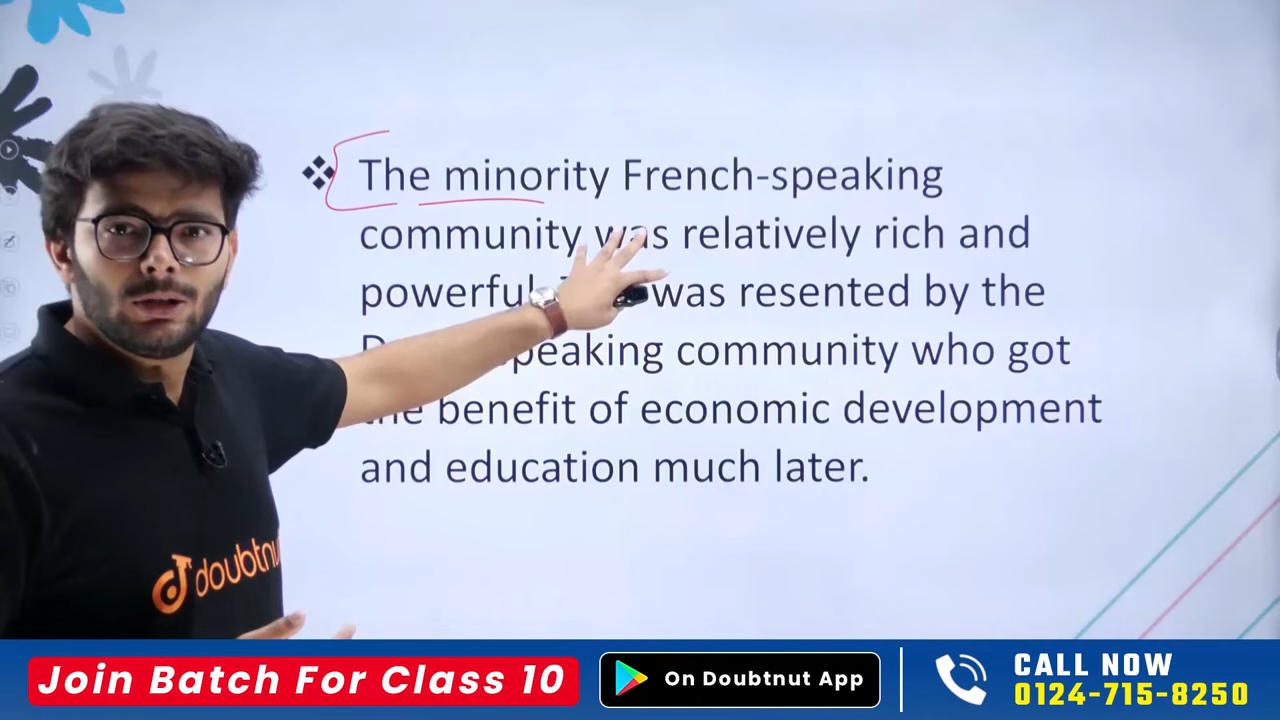 The minority French-speaking
community was relatively rich and
powerful. was resented by the
speaking community who got
the benefit of economic development
and education much later.
doubtnut
Join Batch For Class 10
On Doubtnut App
CALL NOW
0124-715-8250